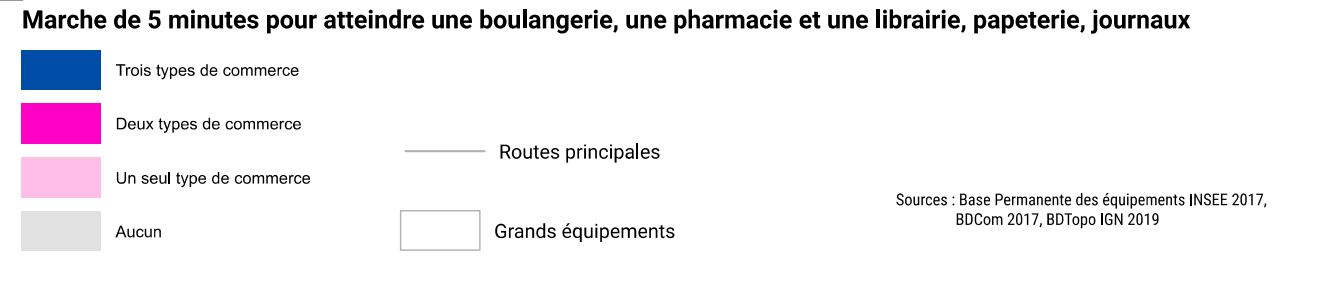 Marche de 5 minutes pour atteindre une boulangerie, une pharmacie et une librairie, papeterie, journaux
Trois types de commerce
Deux types de commerce
Un seul type de commerce
Aucun
Routes principales
Grands équipements
Sources : Base Permanente des équipements INSEE 2017,
BDCom 2017, BDTopo IGN 2019